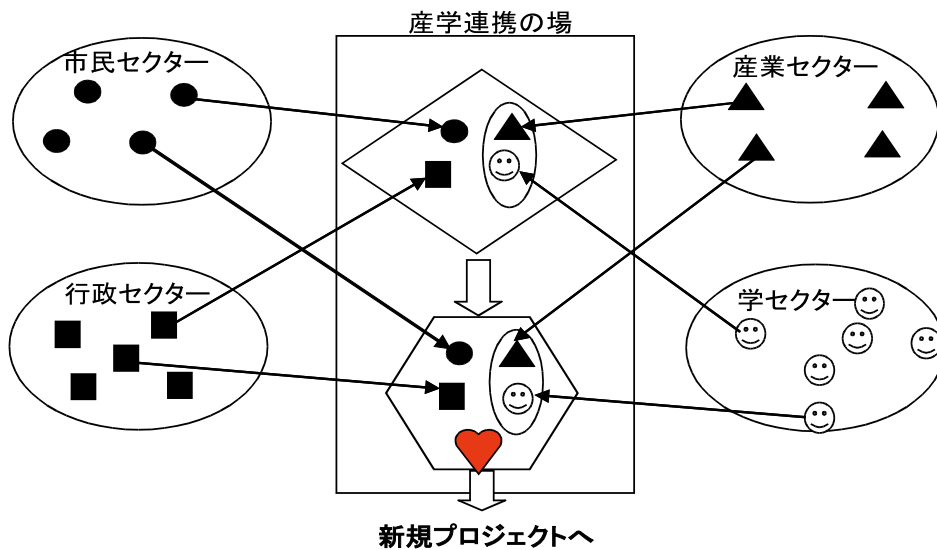 産学連携の場
市民セクター
産業セクター
行政セクター
学セクター
新規プロジェクトへ